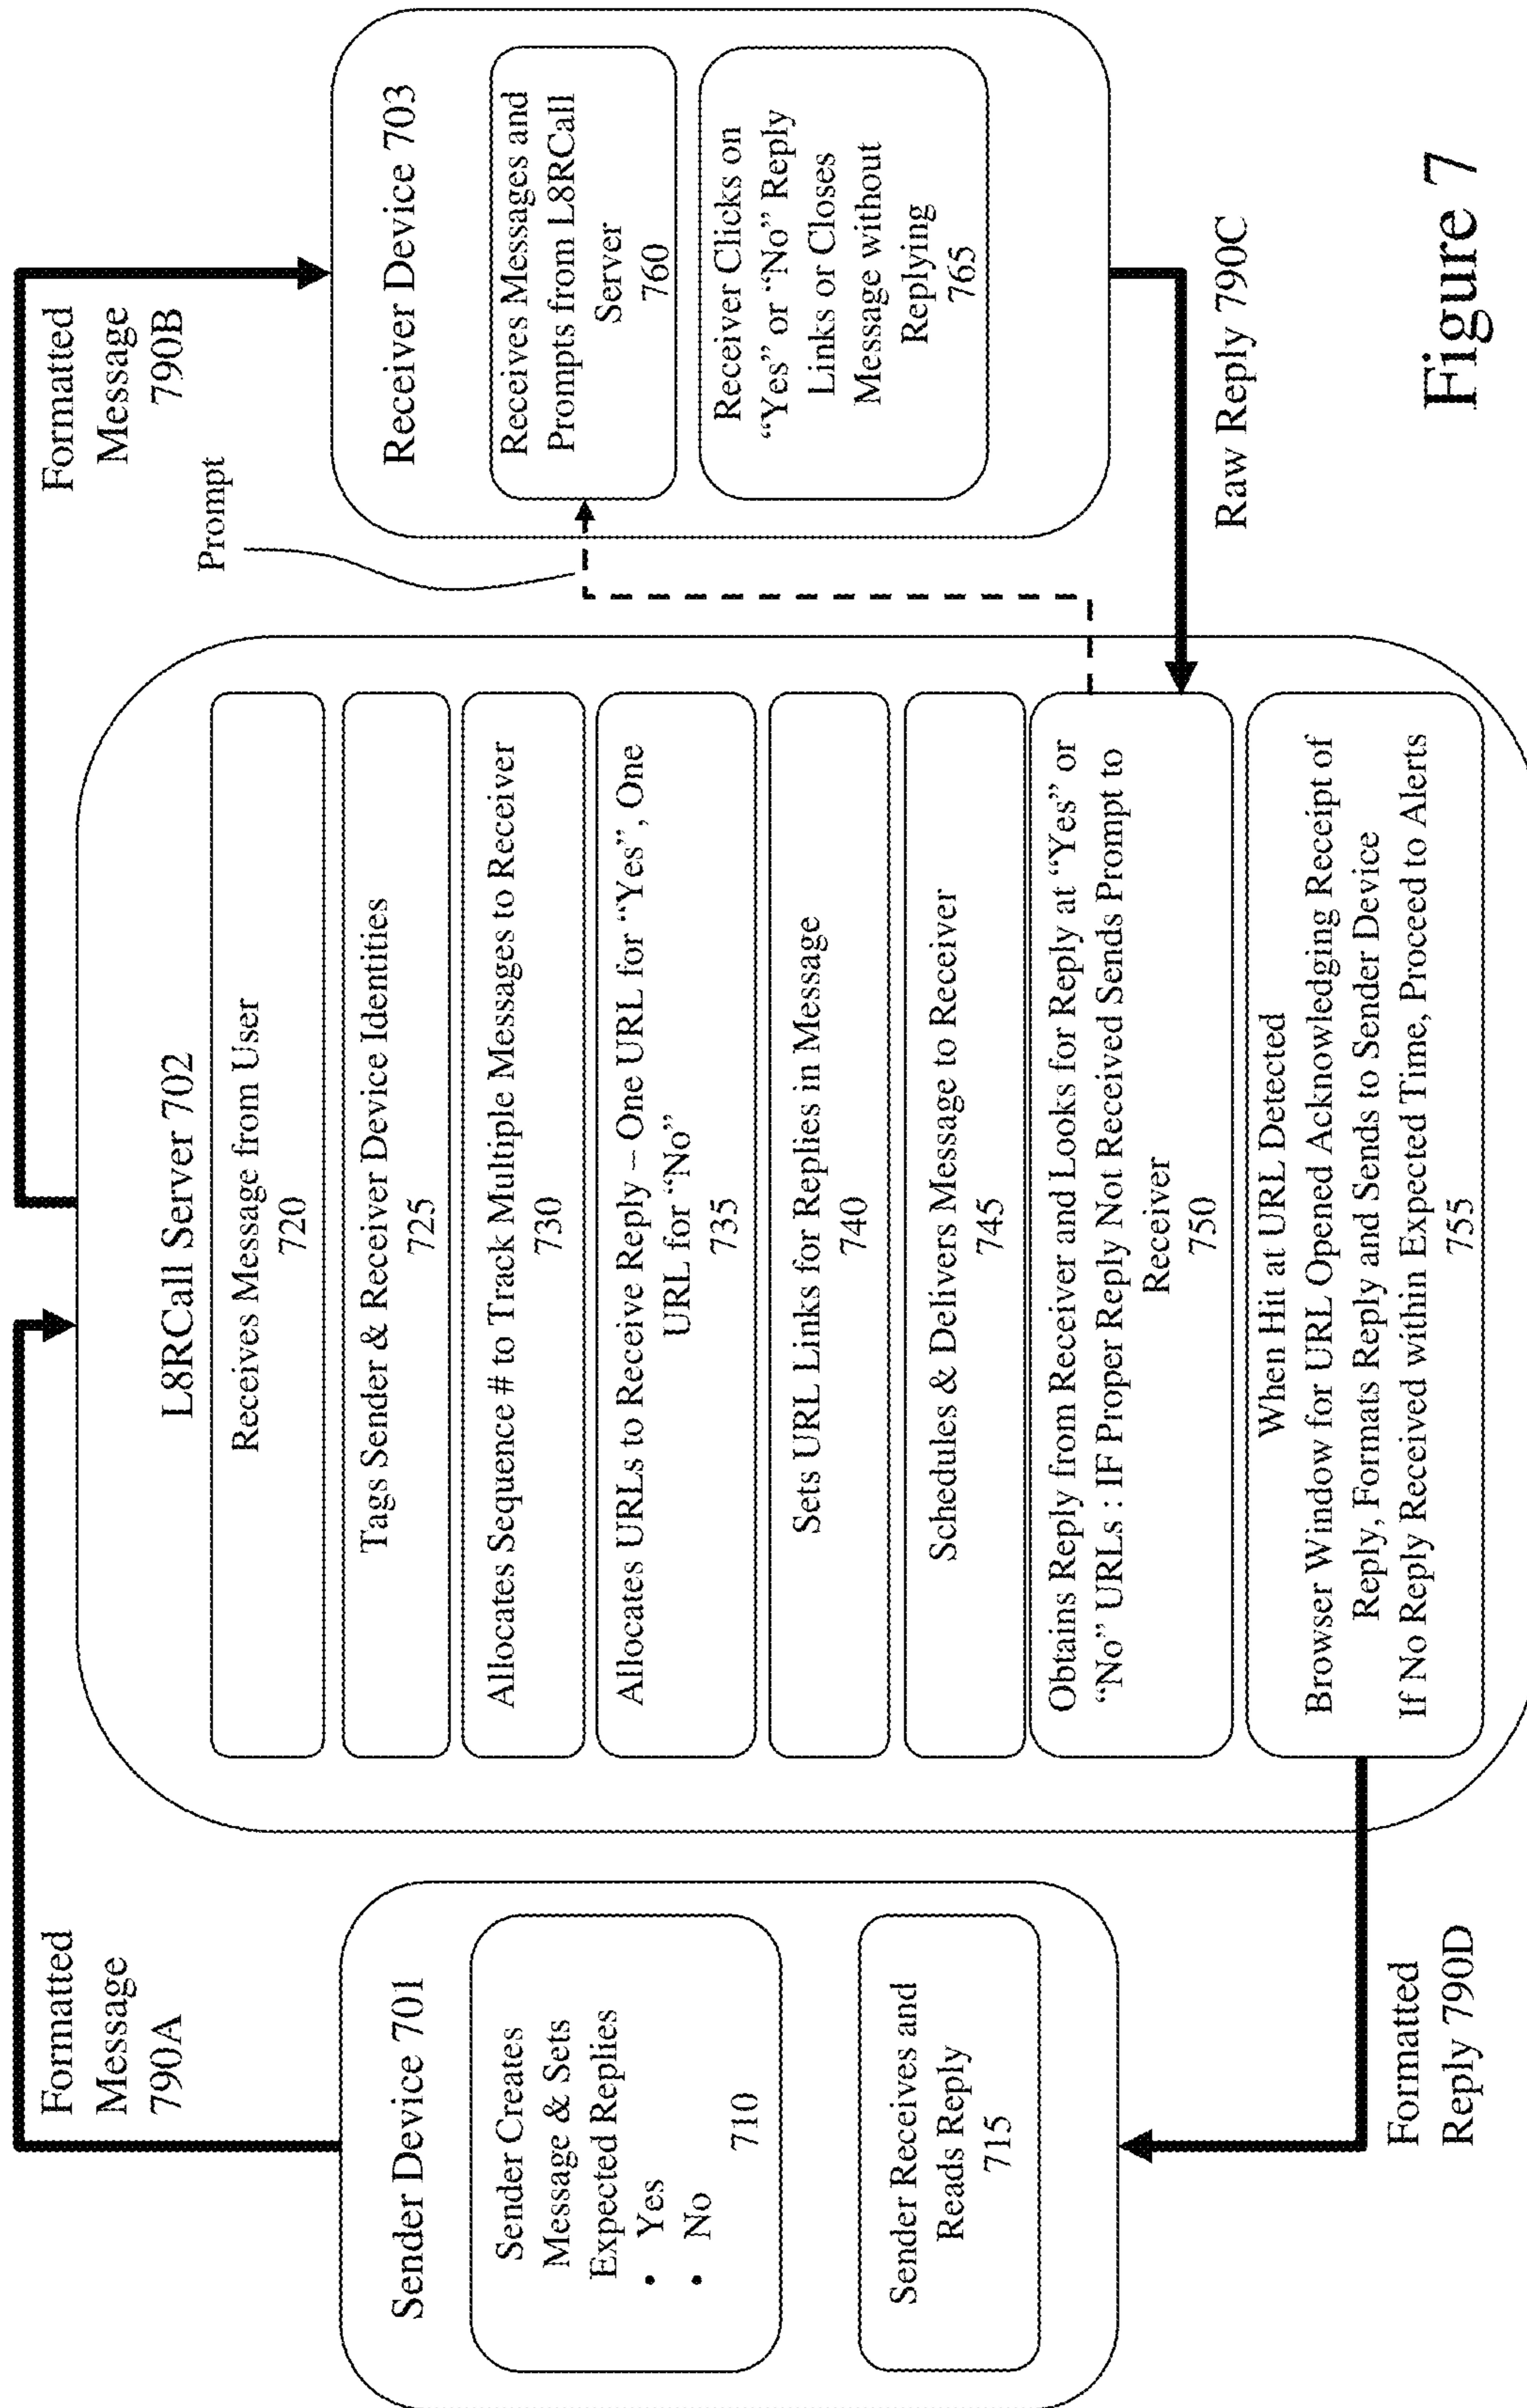 Formatted
Message
790A
Sender Device 701
Sender Creates
Message & Sets
Expected Replies
• Yes
• No
710
Sender Receives and
Reads Reply
715
Formatted
Reply 790D
L8RCall Server 702
Receives Message from User
720
Tags Sender & Receiver Device Identities
725
Allocates Sequence # to Track Multiple Messages to Receiver
730
Allocates URLs to Receive Reply – One URL for “Yes”, One
URL for “No”
735
Sets URL Links for Replies in Message
740
Schedules & Delivers Message to Receiver
745
Obtains Reply from Receiver and Looks for Reply at “Yes” or
“No” URLs : IF Proper Reply Not Received Sends Prompt to
Receiver
750
When Hit at URL Detected
Browser Window for URL Opened Acknowledging Receipt of
Reply, Formats Reply and Sends to Sender Device
If No Reply Received within Expected Time, Proceed to Alerts
755
Formatted
Message
790B
Prompt
Receiver Device 703
Receives Messages and
Prompts from L8RCall
Server
760
Receiver Clicks on
“Yes” or “No” Reply
Links or Closes
Message without
Replying
765
Raw Reply 790C
Figure 7